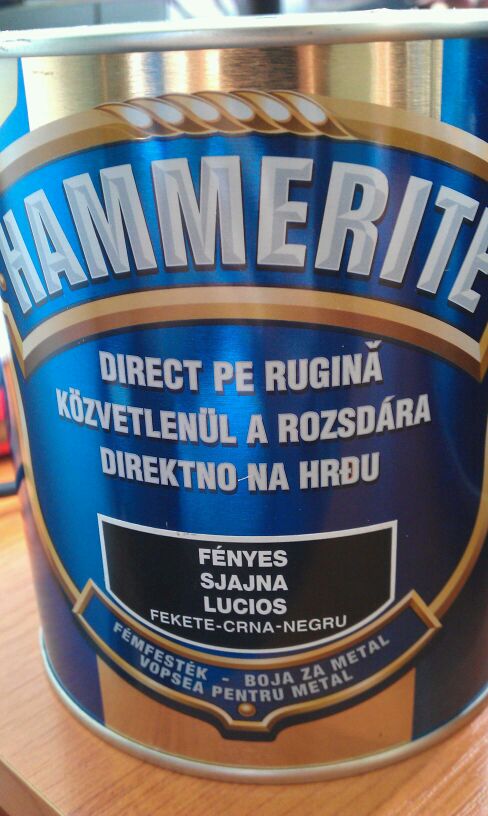 HAMMERITE
DIRECT PE RUGINĂ
KÖZVETLENÜL A ROZSDÁRA
DIREKTNO NA HRĐU
FÉNYES
SJAJNA
LUCIOS
FEKETE-CRNA-NEGRU
FÉMFESTÉK - BOJA ZA METAL
VOPSEA PENTRU METAL